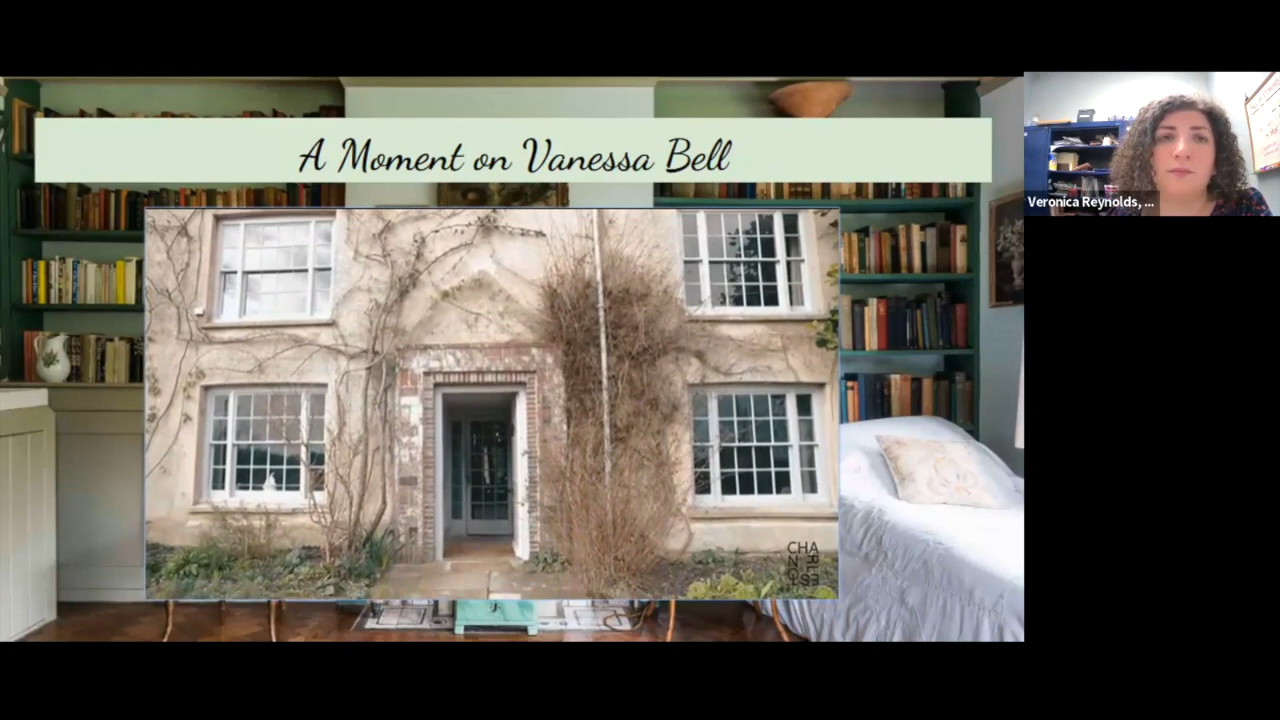 A Moment on Vanessa Bell
Veronica Reynolds, ...
CHARLESTON